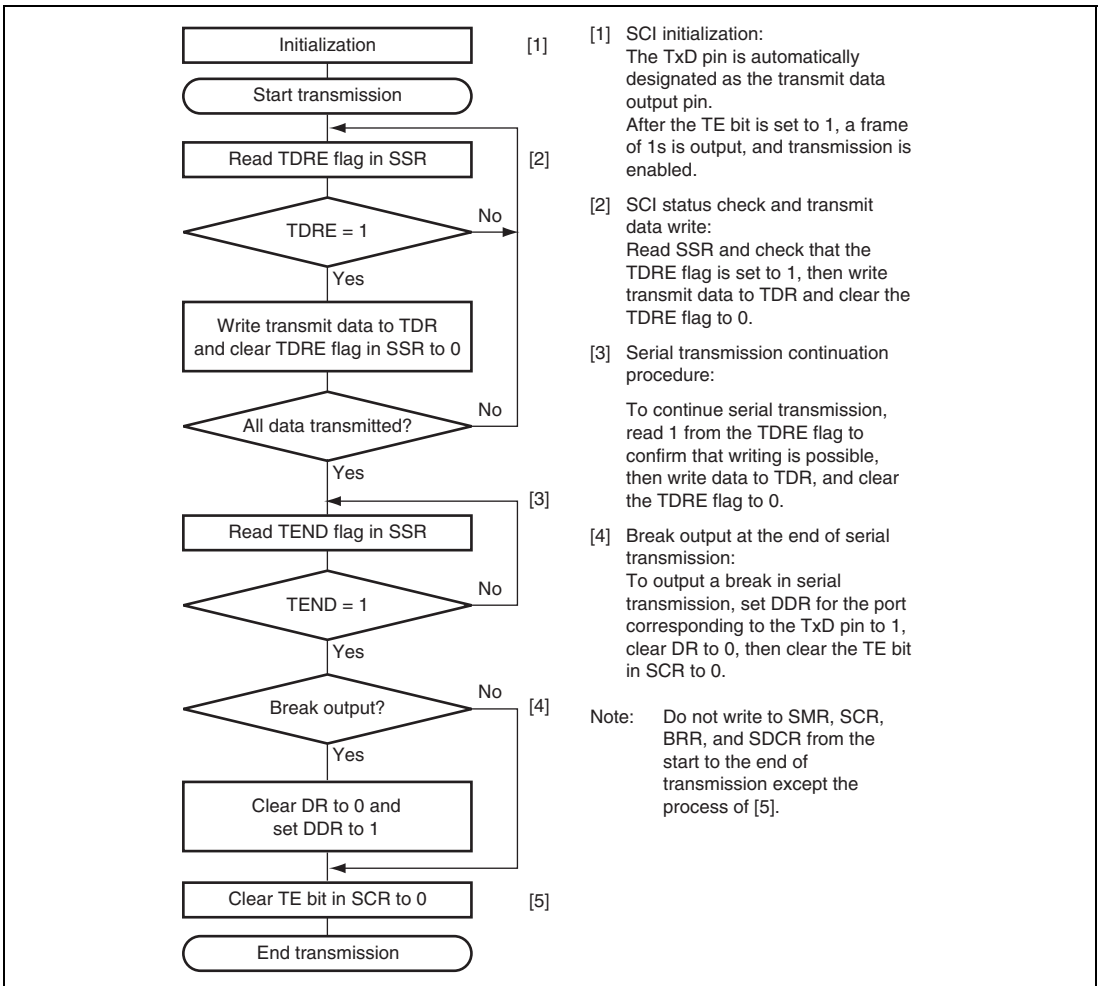 Initialization
[1]
Start transmission
Read TDRE flag in SSR
[2]
TDRE = 1
No
Yes
Write transmit data to TDR
and clear TDRE flag in SSR to 0
All data transmitted?
No
Yes
[3]
Read TEND flag in SSR
TEND = 1
No
Yes
Break output?
No
[4]
Yes
Clear DR to 0 and
set DDR to 1
Clear TE bit in SCR to 0
[5]
End transmission
[1] SCI initialization:
The TxD pin is automatically
designated as the transmit data
output pin.
After the TE bit is set to 1, a frame
of 1s is output, and transmission is
enabled.
[2] SCI status check and transmit
data write:
Read SSR and check that the
TDRE flag is set to 1, then write
transmit data to TDR and clear the
TDRE flag to 0.
[3] Serial transmission continuation
procedure:
To continue serial transmission,
read 1 from the TDRE flag to
confirm that writing is possible,
then write data to TDR, and clear
the TDRE flag to 0.
[4] Break output at the end of serial
transmission:
To output a break in serial
transmission, set DDR for the port
corresponding to the TxD pin to 1,
clear DR to 0, then clear the TE bit
in SCR to 0.
Note: Do not write to SMR, SCR,
BRR, and SDCR from the
start to the end of
transmission except the
process of [5].